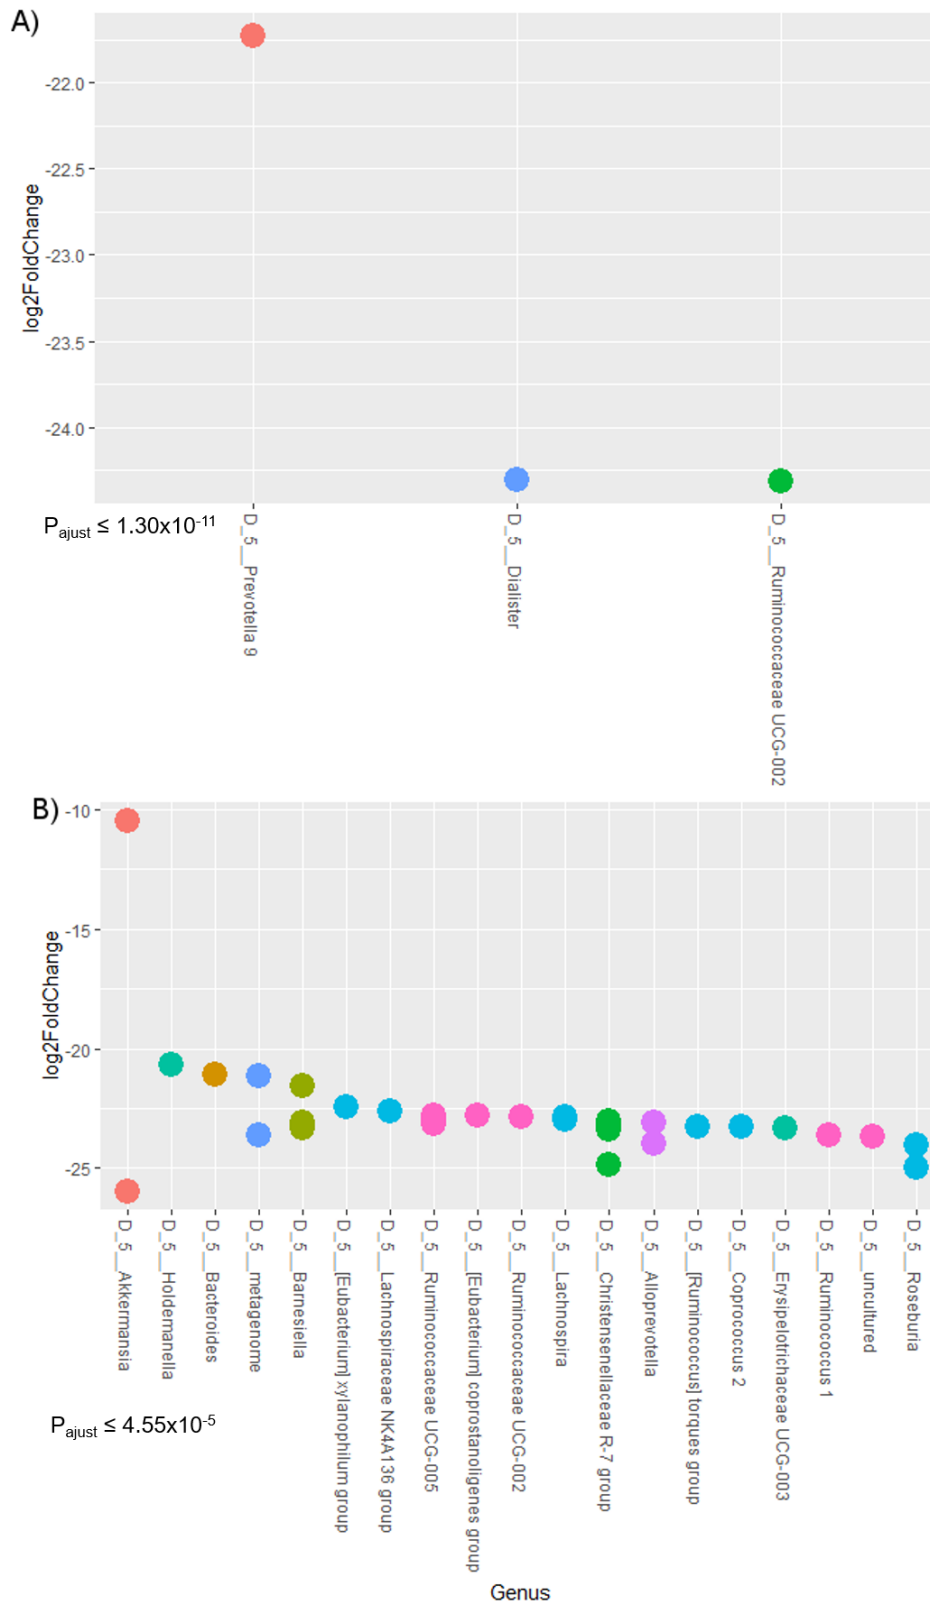 A)
log2FoldChange
-22.0
-22.5
-23.0
-23.5
-24.0
P_ajust ≤ 1.30x10^-11
D_5__Prevotella 9
D_5__Dialister
D_5__Ruminococcaceae UCG-002
B)
log2FoldChange
-10
-15
-20
-25
D_5__Akkermansia
D_5__Holdemanella
D_5__Bacteroides
D_5__metagenome
D_5__Barnesiella
D_5__[Eubacterium] xylanophilum group
D_5__Lachnospiraceae NK4A136 group
D_5__Ruminococcaceae UCG-005
D_5__[Eubacterium] coprostanoligenes group
D_5__Ruminococcaceae UCG-002
D_5__Lachnospira
D_5__Christensenellaceae R-7 group
D_5__Alloprevotella
D_5__[Ruminococcus] torques group
D_5__Coprococcus 2
D_5__Erysipelotrichaceae UCG-003
D_5__Ruminococcus 1
D_5__uncultured
D_5__Roseburia
P_ajust ≤ 4.55x10^-5
Genus